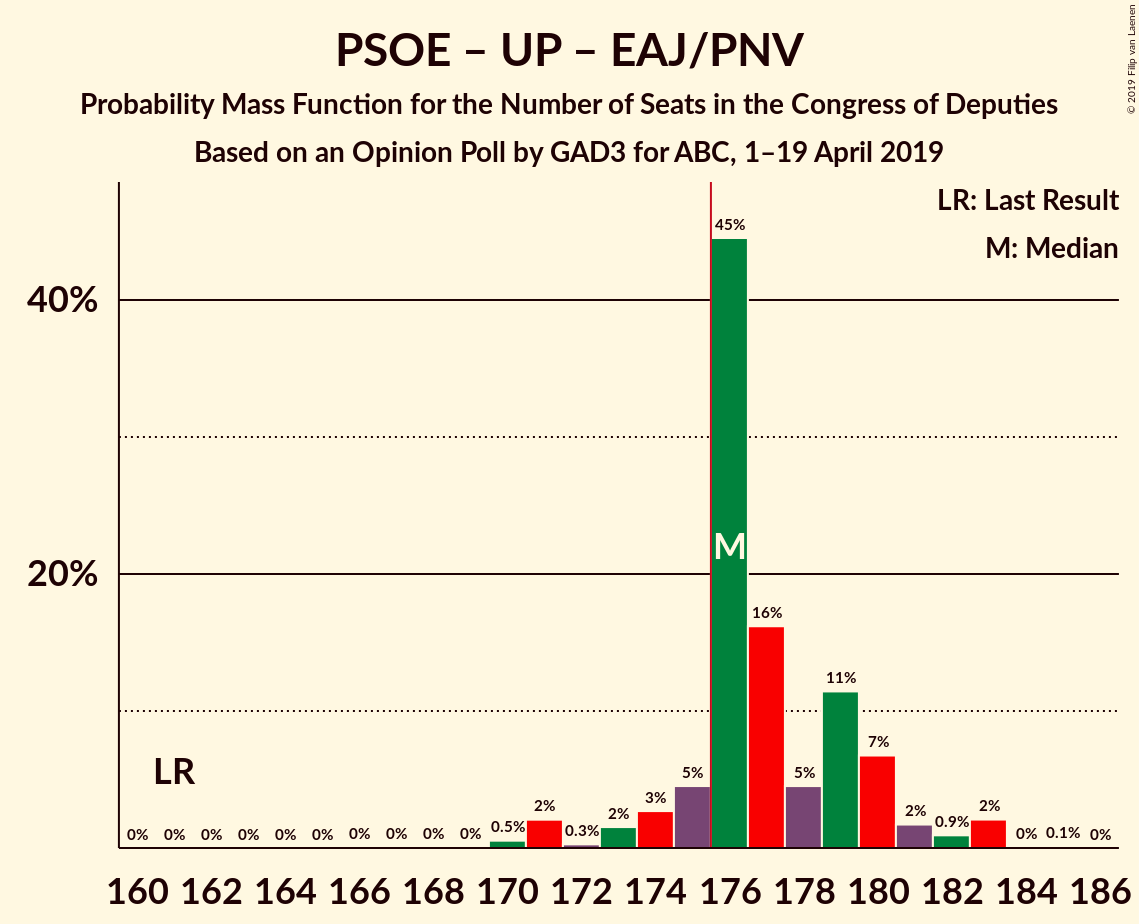 PSOE – UP – EAJ/PNV
Probability Mass Function for the Number of Seats in the Congress of Deputies
Based on an Opinion Poll by GAD3 for ABC, 1–19 April 2019
© 2019 Filip van Laenen
LR: Last Result
M: Median
40%
20%
LR
M
0% 0% 0% 0% 0% 0% 0% 0% 0% 0% 0.5% 2% 0.3% 2% 3% 5% 45% 16% 5% 11% 7% 2% 0.9% 2% 0% 0.1% 0%
160 162 164 166 168 170 172 174 176 178 180 182 184 186